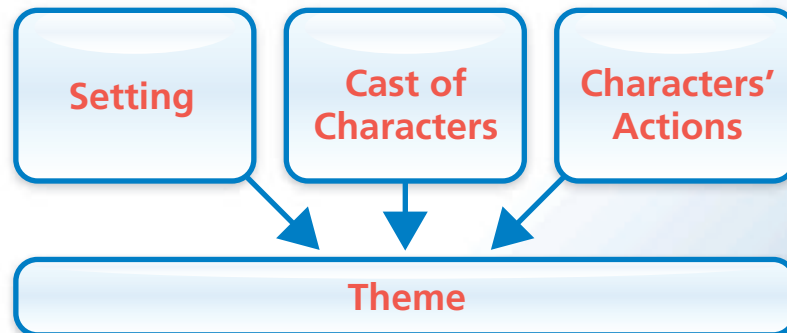 Setting
Cast of
Characters
Characters’
Actions
Theme